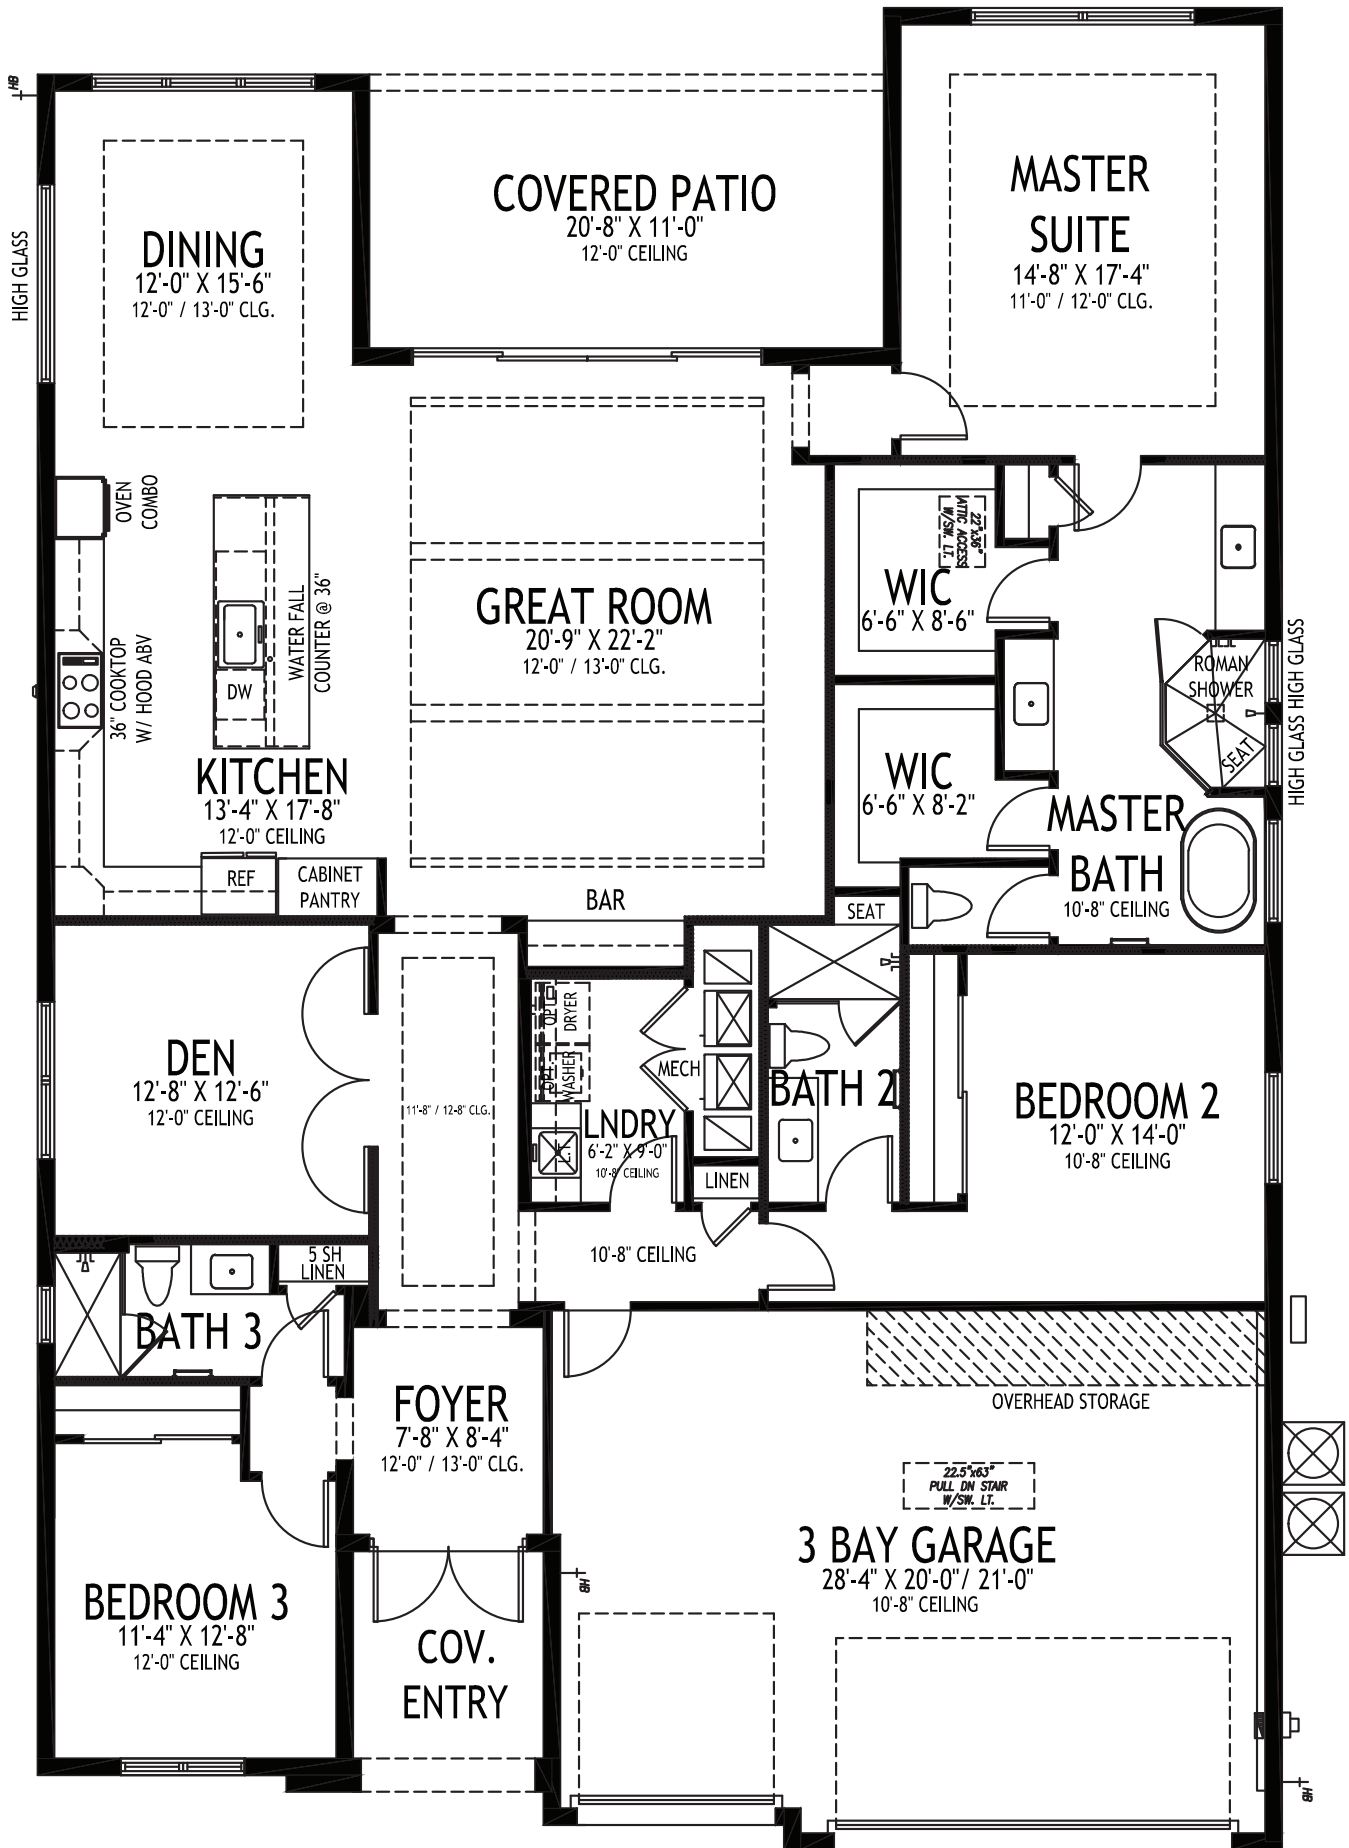 HB
COVERED PATIO
20'-8" X 11'-0"
12'-0" CEILING
MASTER
SUITE
14'-8" X 17'-4"
11'-0" / 12'-0" CLG.
HIGH GLASS
DINING
12'-0" X 15'-6"
12'-0" / 13'-0" CLG.
OVEN
COMBO
36" COOKTOP
W/ HOOD ABV
WATER FALL
COUNTER @ 36"
DW
KITCHEN
13'-4" X 17'-8"
12'-0" CEILING
REF
CABINET
PANTRY
GREAT ROOM
20'-9" X 22'-2"
12'-0" / 13'-0" CLG.
BAR
22"x36"
ATTIC ACCESS
W/SW. LT.
WIC
6'-6" X 8'-6"
WIC
6'-6" X 8'-2"
ROMAN
SHOWER
SEAT
HIGH GLASS
HIGH GLASS
MASTER
BATH
10'-8" CEILING
SEAT
DEN
12'-8" X 12'-6"
12'-0" CEILING
11'-8" / 12'-8" CLG.
OPT.
DRYER
OPT.
WASHER
MECH
LNDRY
6'-2" X 9'-0"
10'-8" CEILING
L.T.
LINEN
BATH 2
BEDROOM 2
12'-0" X 14'-0"
10'-8" CEILING
10'-8" CEILING
5 SH
LINEN
BATH 3
FOYER
7'-8" X 8'-4"
12'-0" / 13'-0" CLG.
OVERHEAD STORAGE
22.5"x63"
PULL DN STAIR
W/SW. LT.
3 BAY GARAGE
28'-4" X 20'-0"/ 21'-0"
10'-8" CEILING
HB
BEDROOM 3
11'-4" X 12'-8"
12'-0" CEILING
COV.
ENTRY
HB